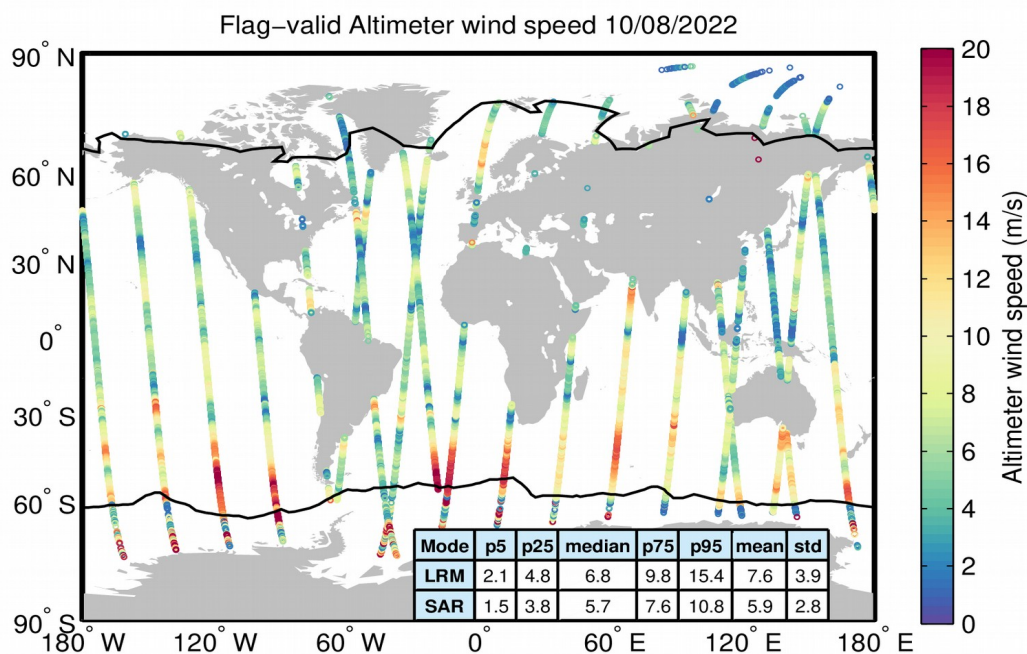 Flag−valid Altimeter wind speed 10/08/2022
90° N
60° N
30° N
0°
30° S
60° S
90° S
180° W
120° W
60° W
0°
60° E
120° E
180° E
Mode p5 p25 median p75 p95 mean std
LRM 2.1 4.8 6.8 9.8 15.4 7.6 3.9
SAR 1.5 3.8 5.7 7.6 10.8 5.9 2.8
20
18
16
14
12
10
8
6
4
2
0
Altimeter wind speed (m/s)